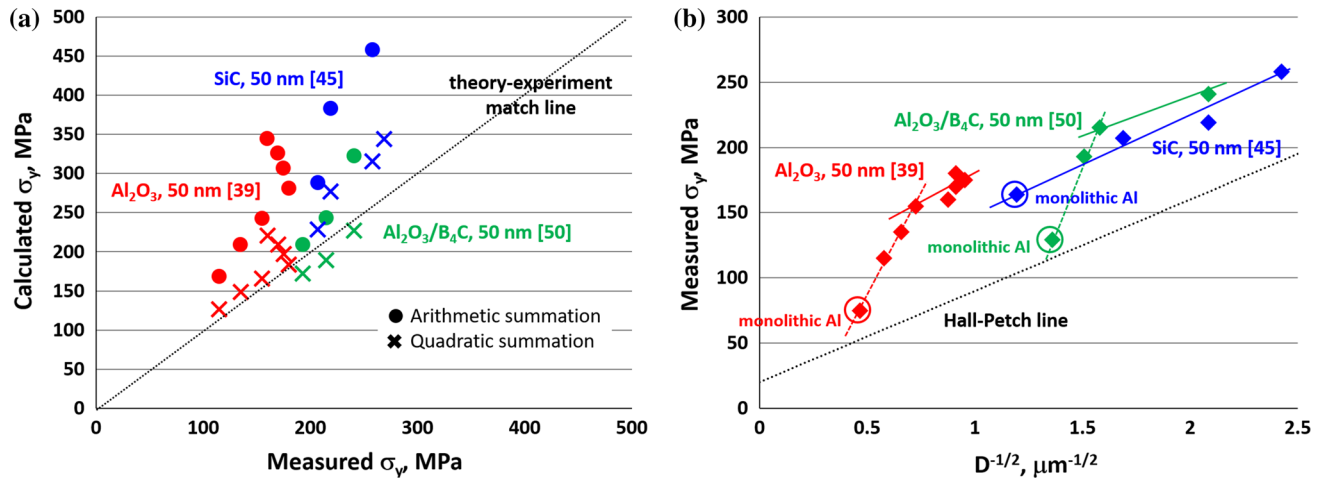 (a)
500
450
400
350
300
250
200
150
100
50
0
Calculated σy, MPa
SiC, 50 nm [45]
theory-experiment
match line
Al2O3, 50 nm [39]
Al2O3/B4C, 50 nm [50]
Arithmetic summation
Quadratic summation
0 100 200 300 400 500
Measured σy, MPa
(b)
300
250
200
150
100
50
0
Measured σy, MPa
Al2O3/B4C, 50 nm [50]
Al2O3, 50 nm [39]
SiC, 50 nm [45]
monolithic Al
monolithic Al
monolithic Al
Hall-Petch line
0 0.5 1 1.5 2 2.5
D-1/2, μm-1/2